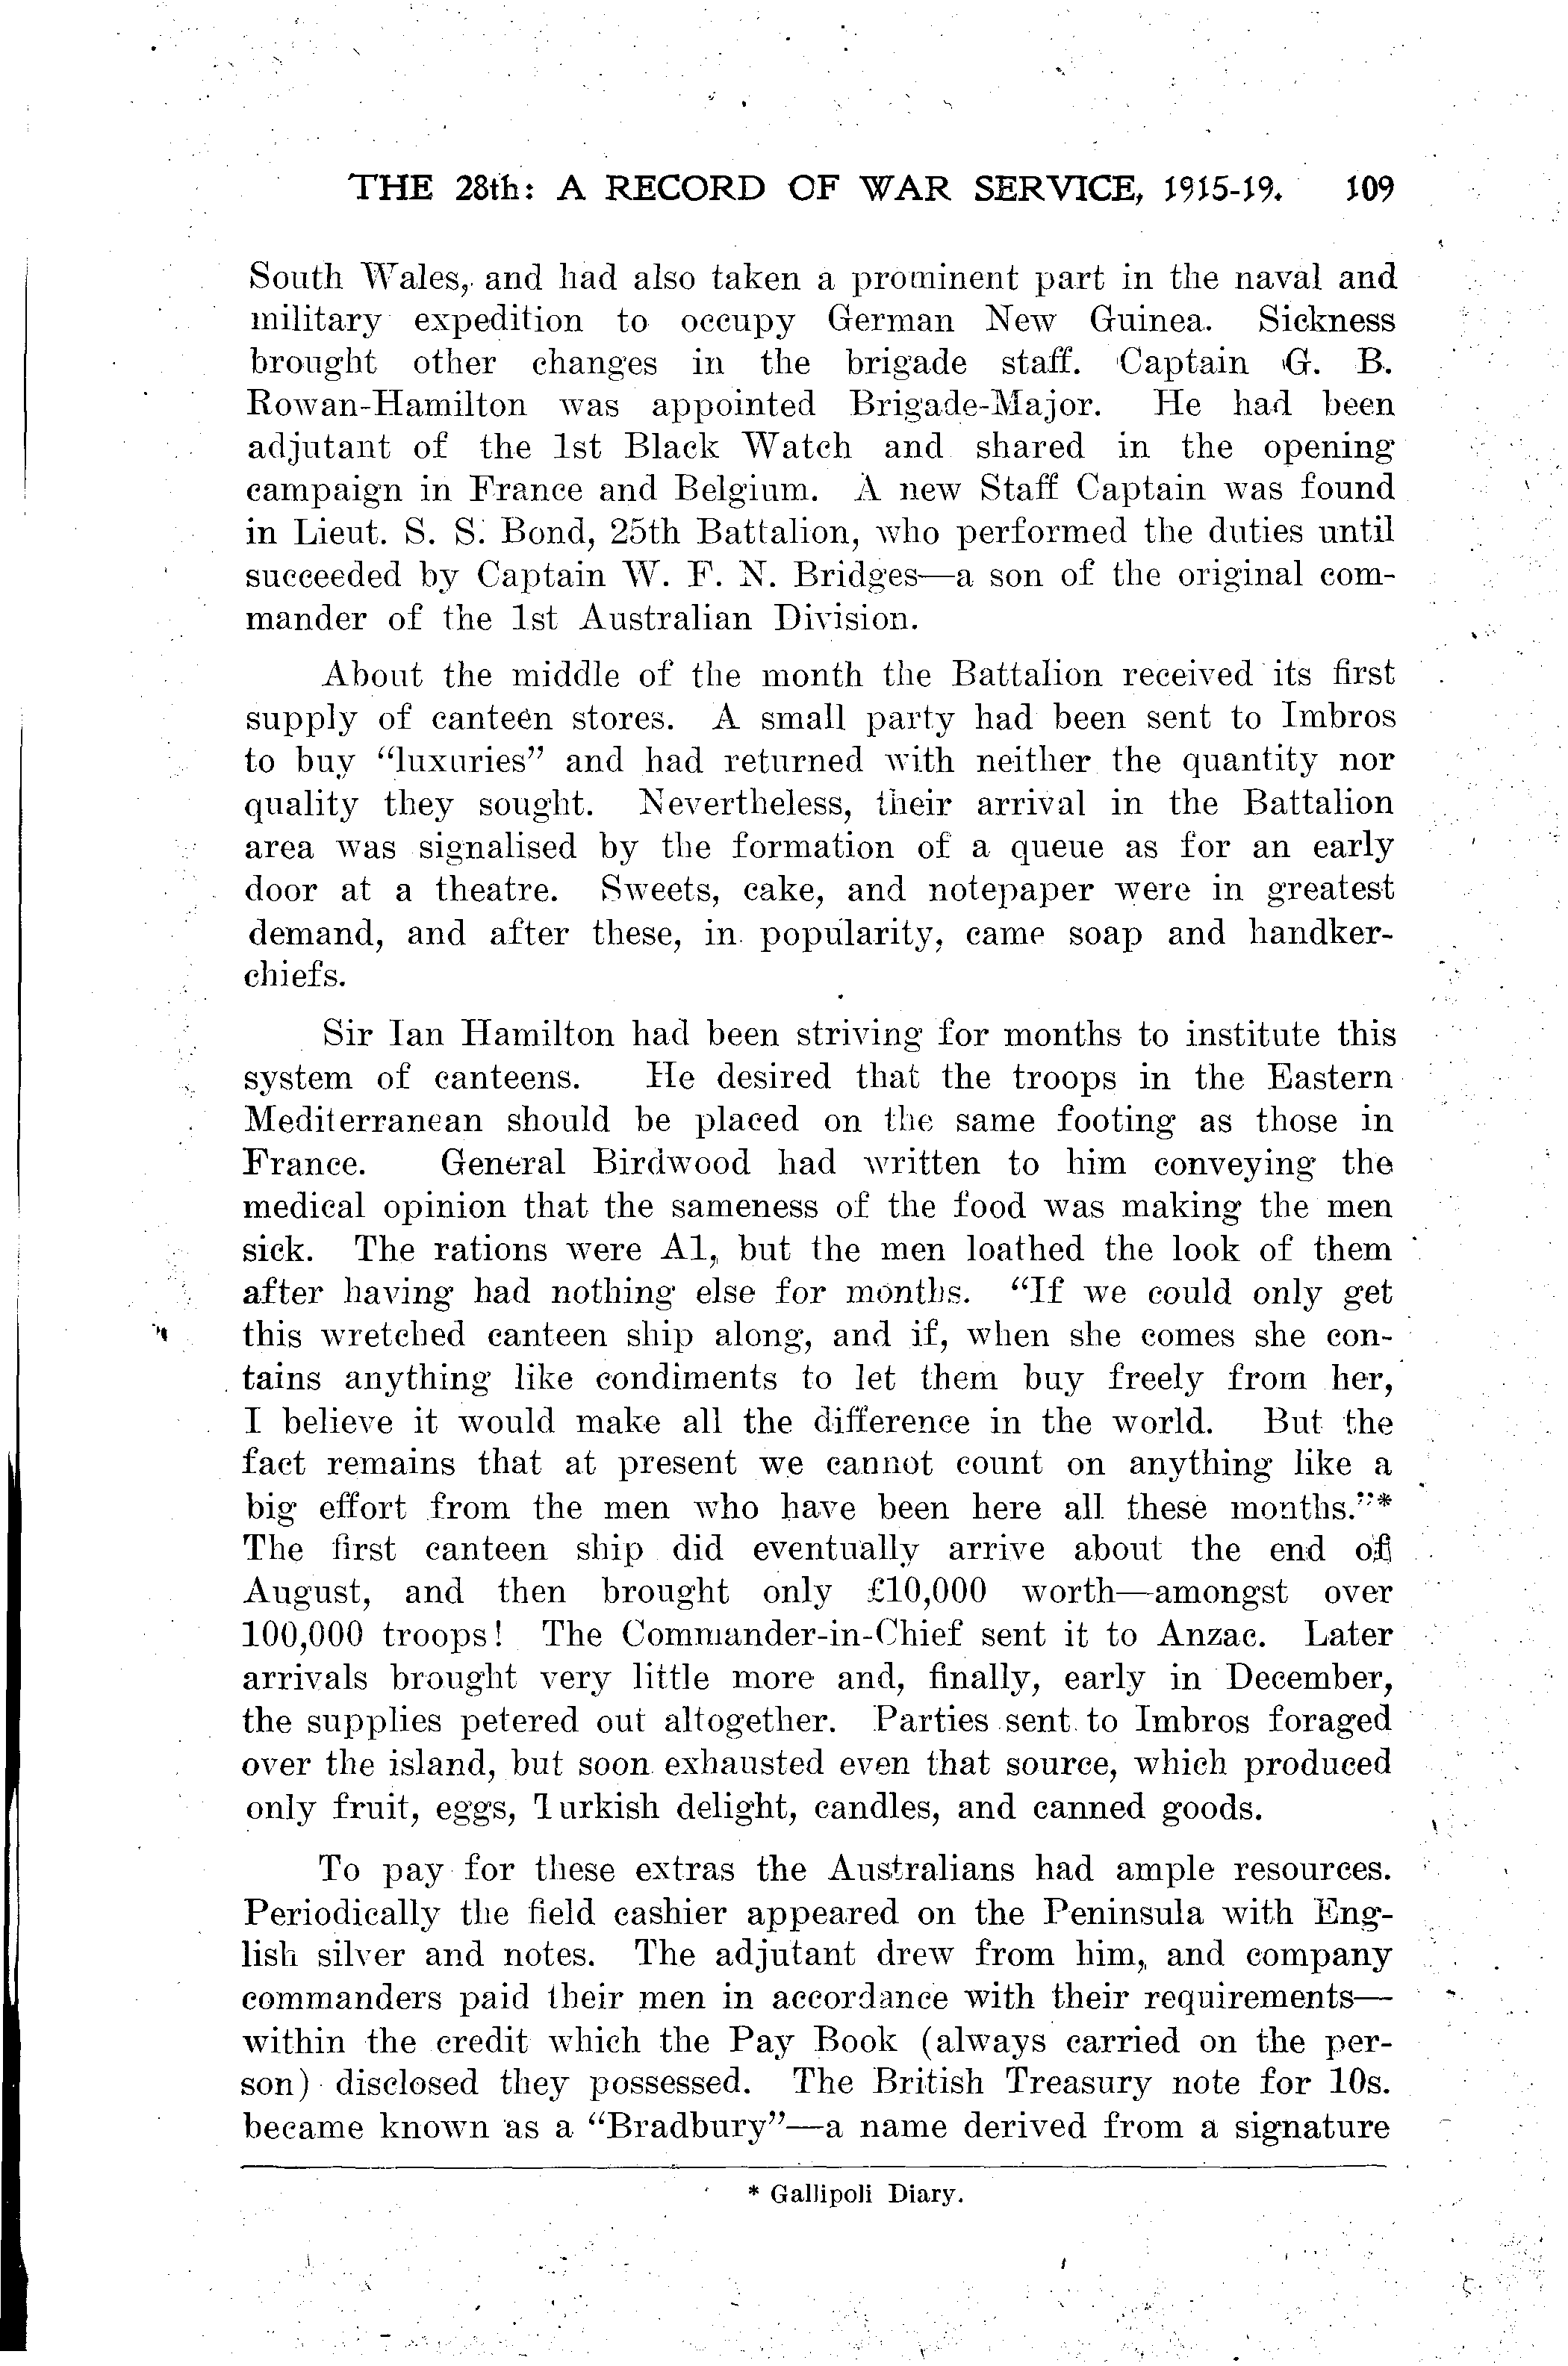 THE 28th: A RECORD OF WAR SERVICE, 1915-19. 109
South Wales, and had also taken a prominent part in the naval and
military expedition to occupy German New Guinea. Sickness
brought other changes in the brigade staff. Captain G. B.
Rowan-Hamilton was appointed Brigade-Major. He had been
adjutant of the 1st Black Watch and shared in the opening
campaign in France and Belgium. A new Staff Captain was found
in Lieut. S. S. Bond, 25th Battalion, who performed the duties until
succeeded by Captain W. F. N. Bridges—a son of the original com-
mander of the 1st Australian Division.
About the middle of the month the Battalion received its first
supply of canteen stores. A small party had been sent to Imbros
to buy “luxuries” and had returned with neither the quantity nor
quality they sought. Nevertheless, their arrival in the Battalion
area was signalised by the formation of a queue as for an early
door at a theatre. Sweets, cake, and notepaper were in greatest
demand, and after these, in popularity, came soap and handker-
chiefs.
Sir Ian Hamilton had been striving for months to institute this
system of canteens. He desired that the troops in the Eastern
Mediterranean should be placed on the same footing as those in
France. General Birdwood had written to him conveying the
medical opinion that the sameness of the food was making the men
sick. The rations were A1, but the men loathed the look of them
after having had nothing else for months. “If we could only get
this wretched canteen ship along, and if, when she comes she con-
tains anything like condiments to let them buy freely from her,
I believe it would make all the difference in the world. But the
fact remains that at present we cannot count on anything like a
big effort from the men who have been here all these months.”*
The first canteen ship did eventually arrive about the end of
August, and then brought only £10,000 worth—amongst over
100,000 troops! The Commander-in-Chief sent it to Anzac. Later
arrivals brought very little more and, finally, early in December,
the supplies petered out altogether. Parties sent to Imbros foraged
over the island, but soon exhausted even that source, which produced
only fruit, eggs, Turkish delight, candles, and canned goods.
To pay for these extras the Australians had ample resources.
Periodically the field cashier appeared on the Peninsula with Eng-
lish silver and notes. The adjutant drew from him, and company
commanders paid their men in accordance with their requirements—
within the credit which the Pay Book (always carried on the per-
son) disclosed they possessed. The British Treasury note for 10s.
became known as a “Bradbury”—a name derived from a signature
* Gallipoli Diary.